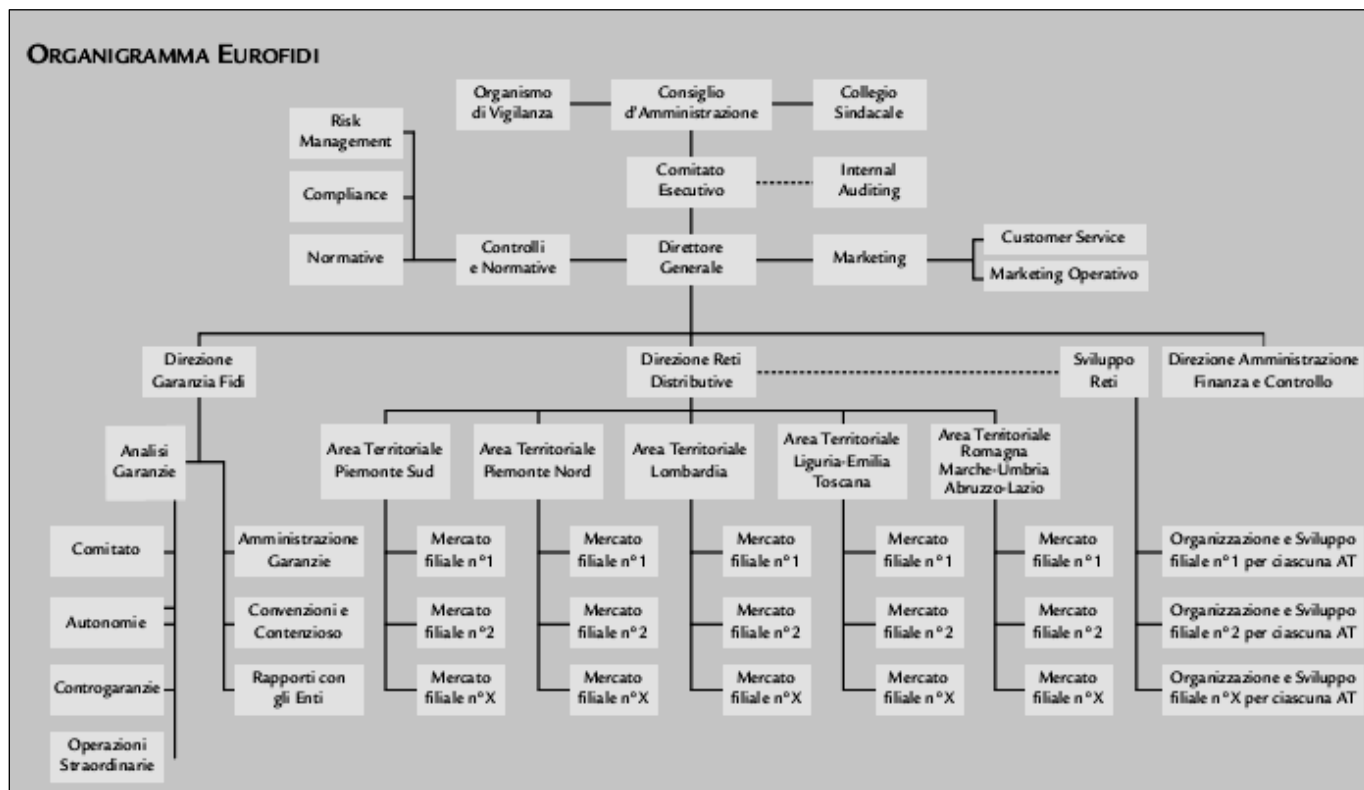 ORGANIGRAMMA EUROFIDI
Organismo
di Vigilanza
Consiglio
d'Amministrazione
Collegio
Sindacale
Risk
Management
Comitato
Esecutivo
Internal
Auditing
Compliance
Normative
Controlli
e Normative
Direttore
Generale
Marketing
Customer Service
Marketing Operativo
Direzione
Garanzia Fidi
Direzione Reti
Distributive
Sviluppo
Reti
Direzione Amministrazione
Finanza e Controllo
Analisi
Garanzie
Area Territoriale
Piemonte Sud
Area Territoriale
Piemonte Nord
Area Territoriale
Lombardia
Area Territoriale
Liguria-Emilia
Toscana
Area Territoriale
Romagna
Marche-Umbria
Abruzzo-Lazio
Comitato
Amministrazione
Garanzie
Mercato
filiale n°1
Mercato
filiale n°1
Mercato
filiale n°1
Mercato
filiale n°1
Mercato
filiale n°1
Organizzazione e Sviluppo
filiale n°1 per ciascuna AT
Autonomie
Convenzioni e
Contenzioso
Mercato
filiale n°2
Mercato
filiale n°2
Mercato
filiale n°2
Mercato
filiale n°2
Mercato
filiale n°2
Organizzazione e Sviluppo
filiale n°2 per ciascuna AT
Controgaranzie
Rapporti con
gli Enti
Mercato
filiale n°X
Mercato
filiale n°X
Mercato
filiale n°X
Mercato
filiale n°X
Mercato
filiale n°X
Organizzazione e Sviluppo
filiale n°X per ciascuna AT
Operazioni
Straordinarie